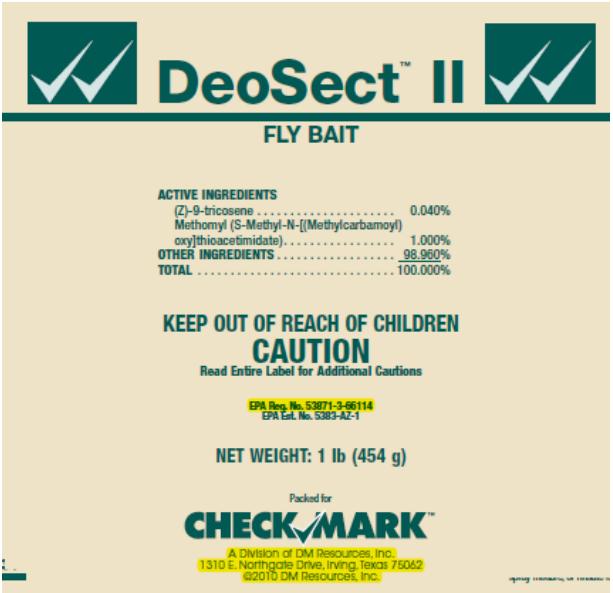 DeoSect™ II
FLY BAIT
ACTIVE INGREDIENTS
(Z)-9-tricosene . . . . . . . . . . . . . . . . . . . . . 0.040%
Methomyl (S-Methyl-N-[(Methylcarbamoyl)
oxy]thioacetimidate). . . . . . . . . . . . . . . . . 1.000%
OTHER INGREDIENTS . . . . . . . . . . . . . . . . . . 98.960%
TOTAL . . . . . . . . . . . . . . . . . . . . . . . . . . . . . . 100.000%
KEEP OUT OF REACH OF CHILDREN
CAUTION
Read Entire Label for Additional Cautions
EPA Reg. No. 53871-3-66114
EPA Est. No. 5383-AZ-1
NET WEIGHT: 1 lb (454 g)
Packed for
CHECK MARK™
A Division of DM Resources, Inc.
1310 E. Northgate Drive, Irving, Texas 75062
©2010 DM Resources, Inc.